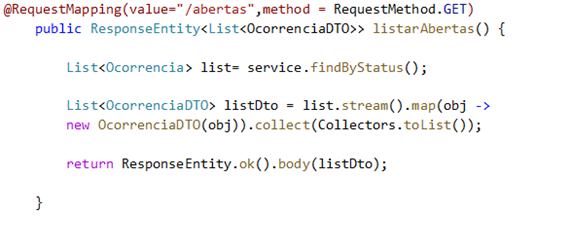 @RequestMapping(value="/abertas",method = RequestMethod.GET)
public ResponseEntity<List<OcorrenciaDTO>> listarAbertas() {
List<Ocorrencia> list= service.findByStatus();
List<OcorrenciaDTO> listDto = list.stream().map(obj ->
new OcorrenciaDTO(obj)).collect(Collectors.toList());
return ResponseEntity.ok().body(listDto);
}